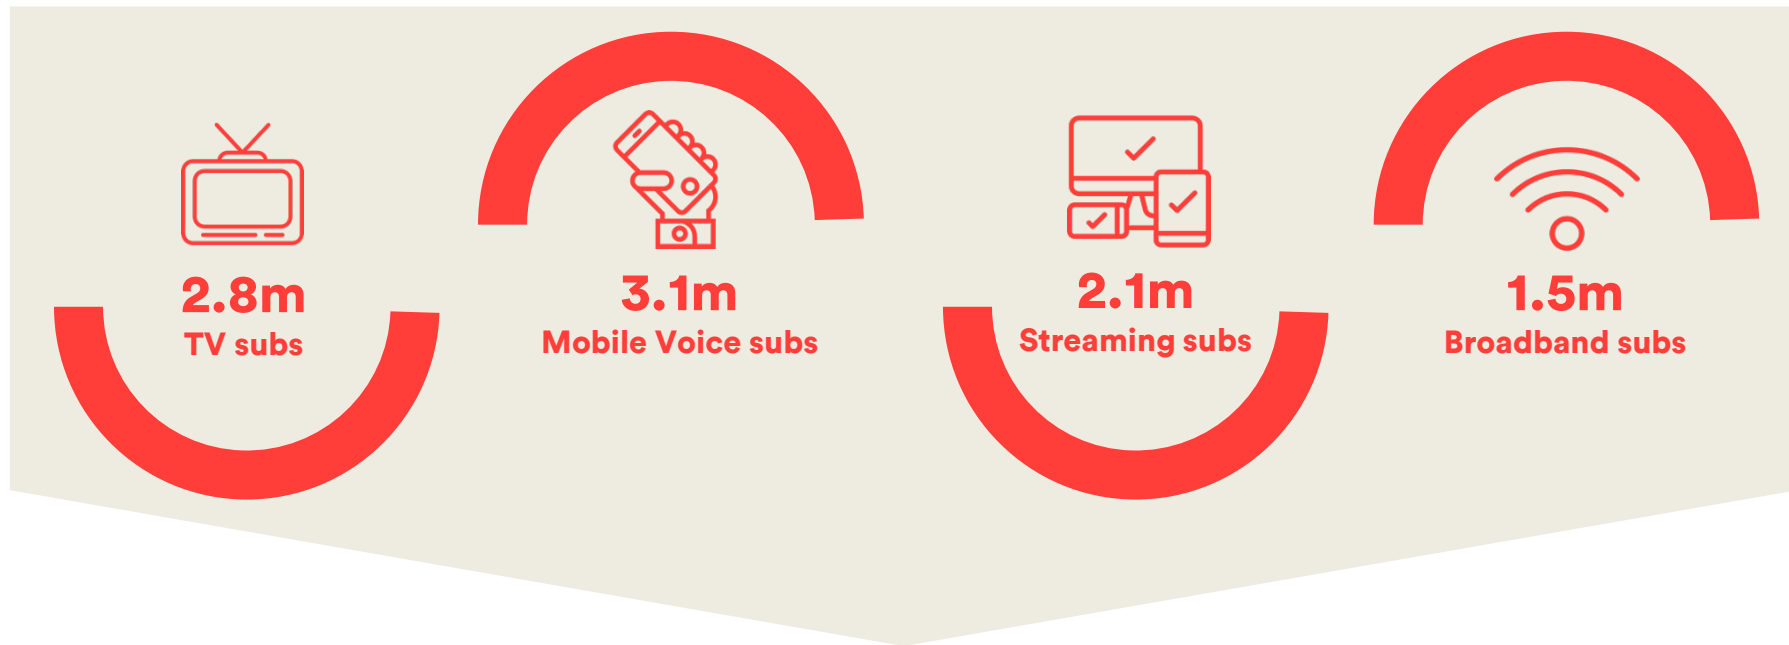 2.8m
TV subs
3.1m
Mobile Voice subs
2.1m
Streaming subs
1.5m
Broadband subs